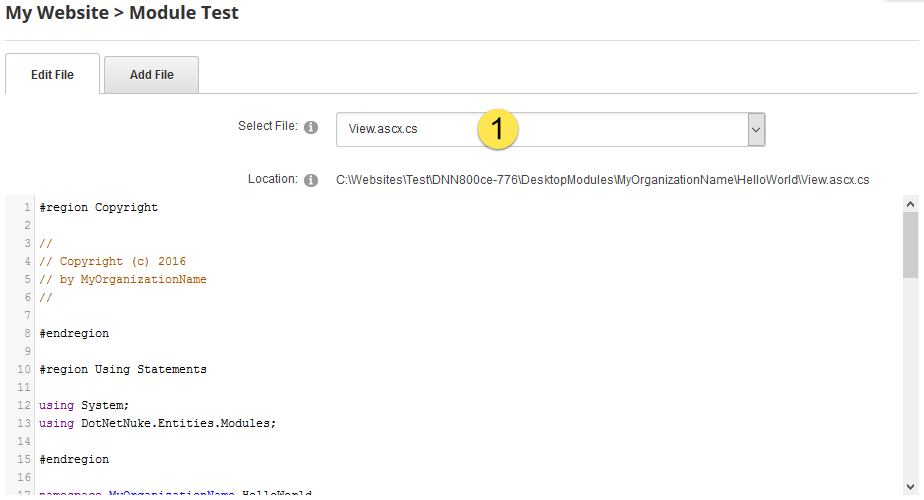 My Website > Module Test
Edit File
Add File
Select File:
View.ascx.cs
1
Location:
C:\Websites\Test\DNN800ce-776\DesktopModules\MyOrganizationName\HelloWorld\View.ascx.cs
1 #region Copyright
2
3 //
4 // Copyright (c) 2016
5 // by MyOrganizationName
6 //
7
8 #endregion
9
10 #region Using Statements
11
12 using System;
13 using DotNetNuke.Entities.Modules;
14
15 #endregion
16
17 namespace MyOrganizationName.HelloWorld